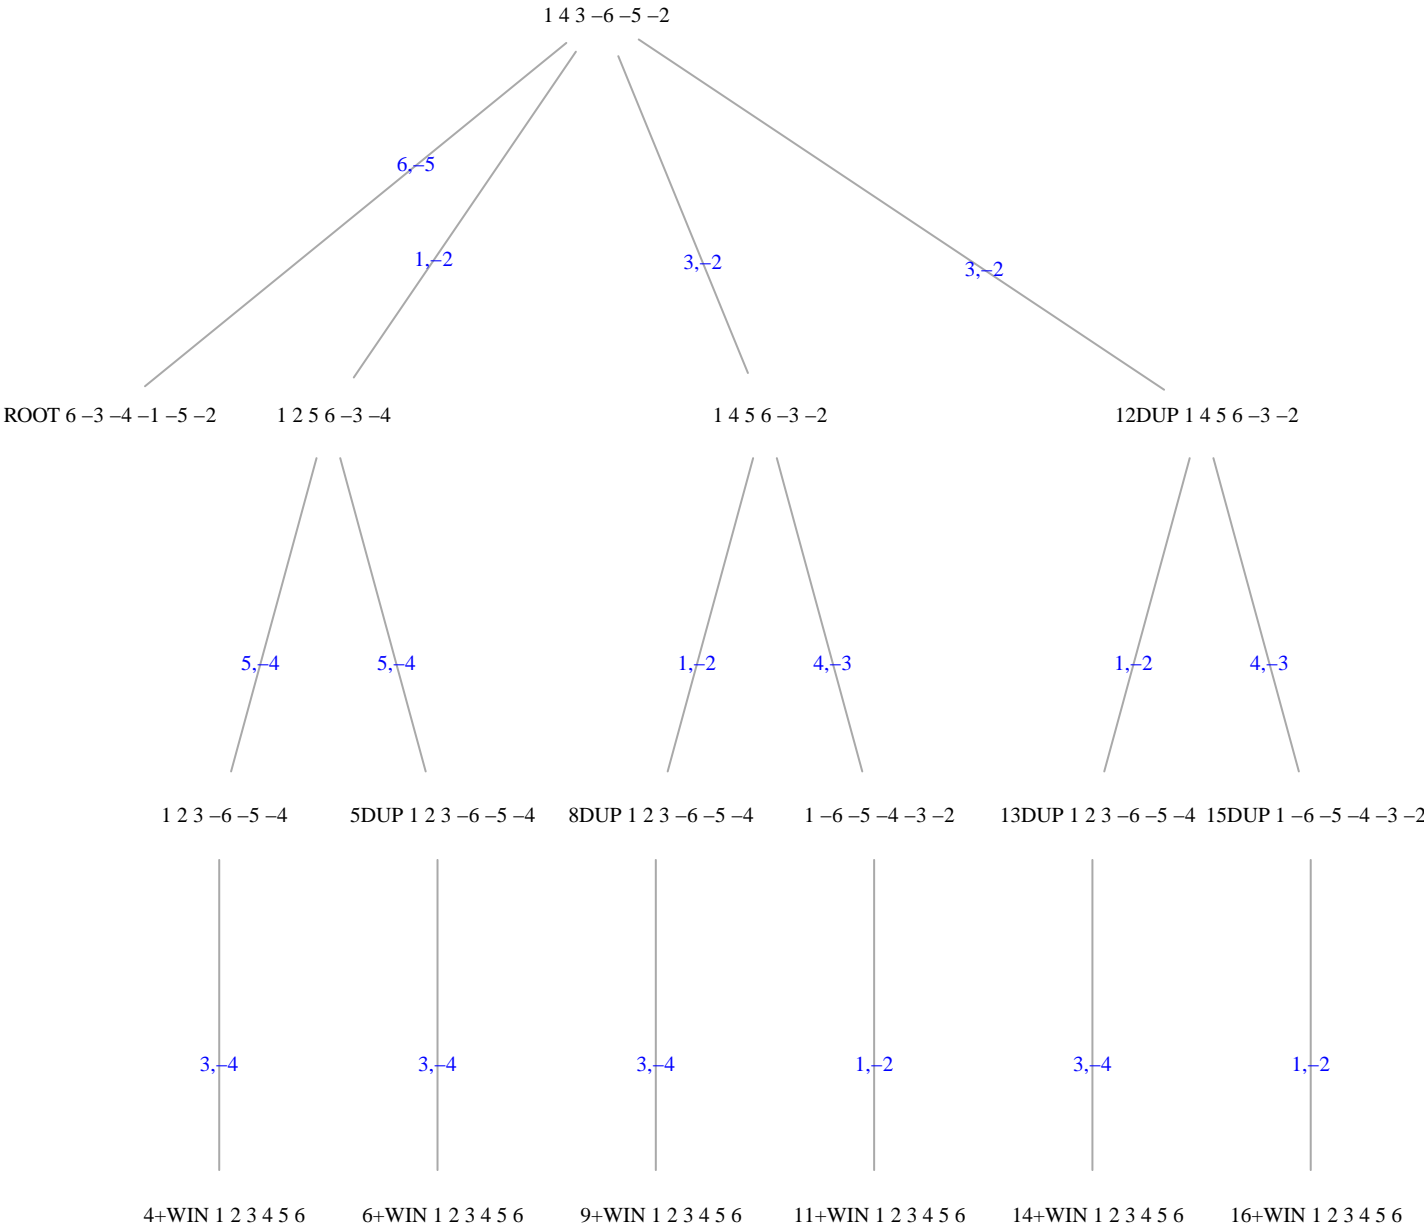 1 4 3 –6 –5 –2
6,–5
1,–2
3,–2
3,–2
ROOT 6 –3 –4 –1 –5 –2
1 2 5 6 –3 –4
1 4 5 6 –3 –2
12DUP 1 4 5 6 –3 –2
5,–4
5,–4
1,–2
4,–3
1,–2
4,–3
1 2 3 –6 –5 –4
5DUP 1 2 3 –6 –5 –4
8DUP 1 2 3 –6 –5 –4
1 –6 –5 –4 –3 –2
13DUP 1 2 3 –6 –5 –4
15DUP 1 –6 –5 –4 –3 –2
3,–4
3,–4
3,–4
1,–2
3,–4
1,–2
4+WIN 1 2 3 4 5 6
6+WIN 1 2 3 4 5 6
9+WIN 1 2 3 4 5 6
11+WIN 1 2 3 4 5 6
14+WIN 1 2 3 4 5 6
16+WIN 1 2 3 4 5 6